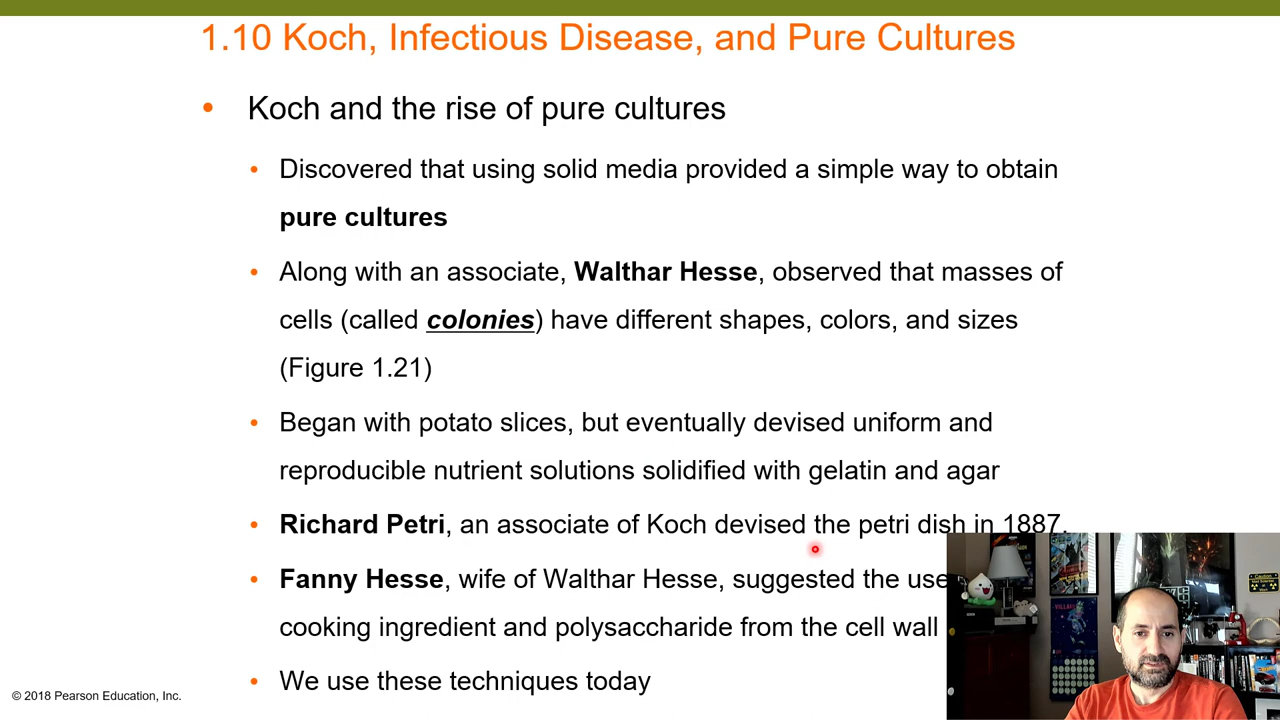 1.10 Koch, Infectious Disease, and Pure Cultures
• Koch and the rise of pure cultures
• Discovered that using solid media provided a simple way to obtain
pure cultures
• Along with an associate, Walthar Hesse, observed that masses of
cells (called colonies) have different shapes, colors, and sizes
(Figure 1.21)
• Began with potato slices, but eventually devised uniform and
reproducible nutrient solutions solidified with gelatin and agar
• Richard Petri, an associate of Koch devised the petri dish in 1887.
• Fanny Hesse, wife of Walthar Hesse, suggested the use
cooking ingredient and polysaccharide from the cell wall
• We use these techniques today
© 2018 Pearson Education, Inc.